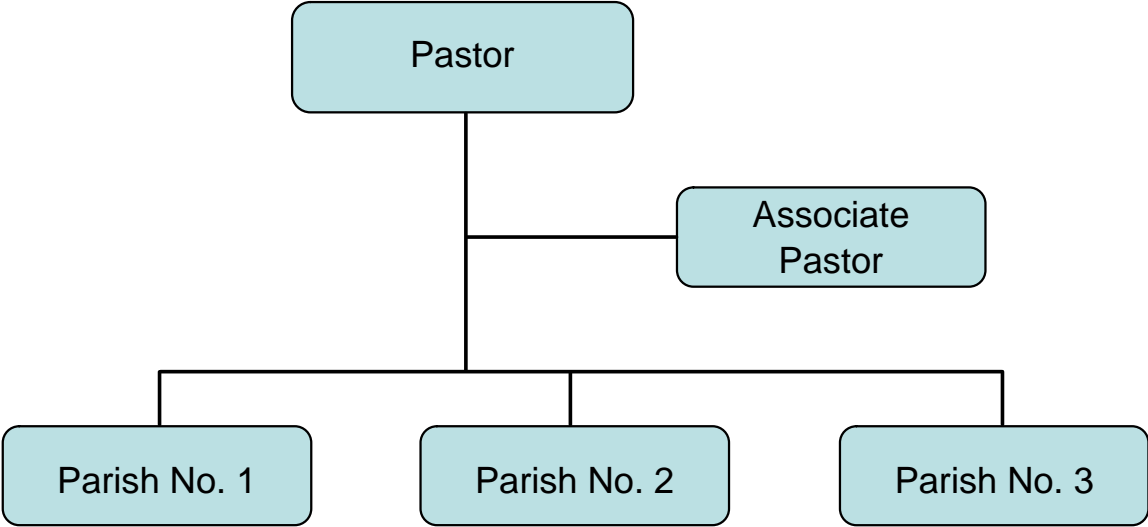 Pastor
Associate
Pastor
Parish No. 1
Parish No. 2
Parish No. 3